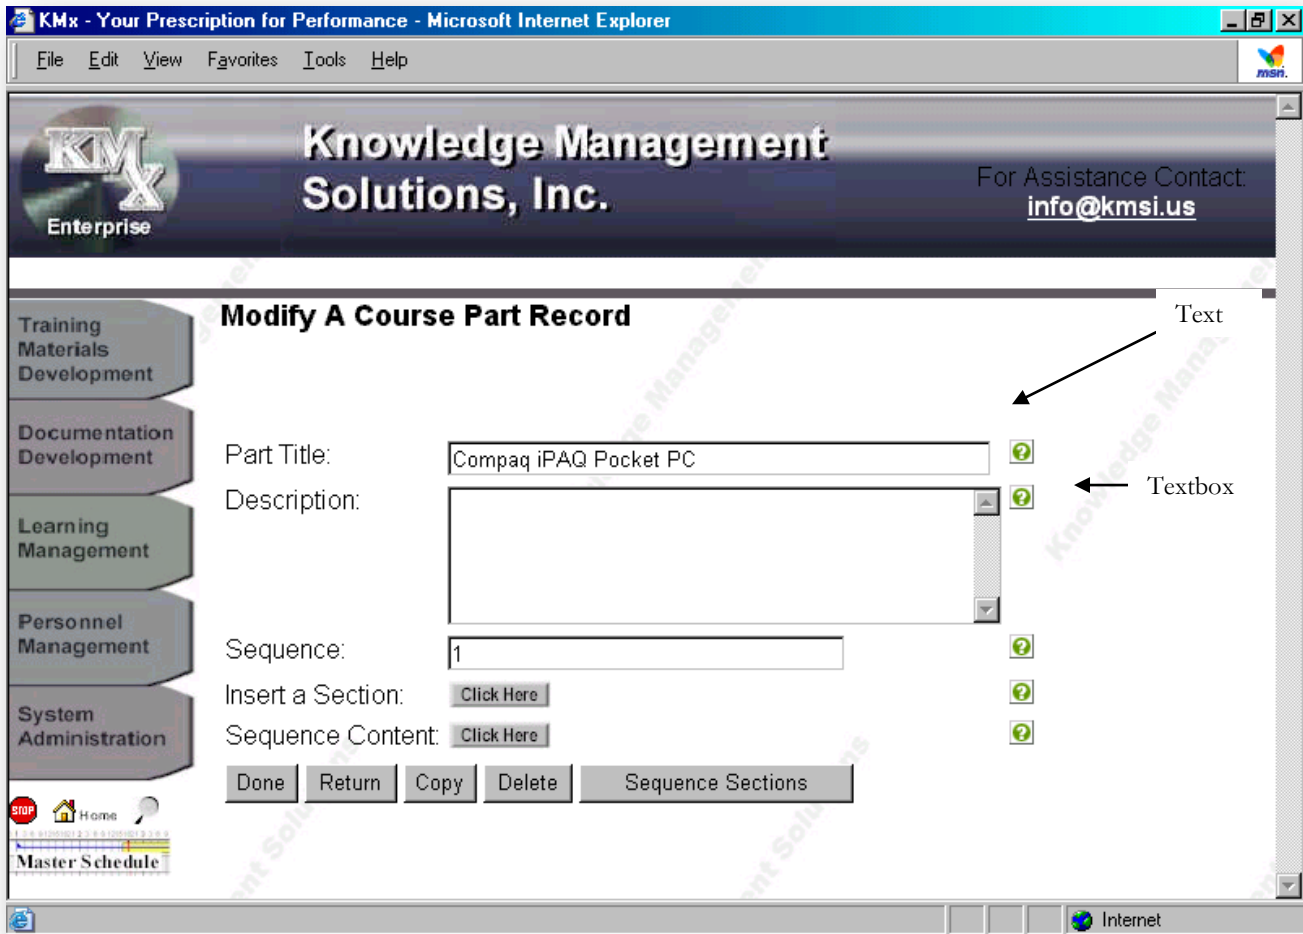 KMx - Your Prescription for Performance - Microsoft Internet Explorer
File Edit View Favorites Tools Help
msn.
KMX
Enterprise
Knowledge Management
Solutions, Inc.
For Assistance Contact:
info@kmsi.us
Training
Materials
Development
Documentation
Development
Learning
Management
Personnel
Management
System
Administration
STOP
Home
Master Schedule
Modify A Course Part Record
Text
Part Title: Compaq iPAQ Pocket PC
Textbox
Description:
Sequence: 1
Insert a Section: Click Here
Sequence Content: Click Here
Done Return Copy Delete Sequence Sections
Internet